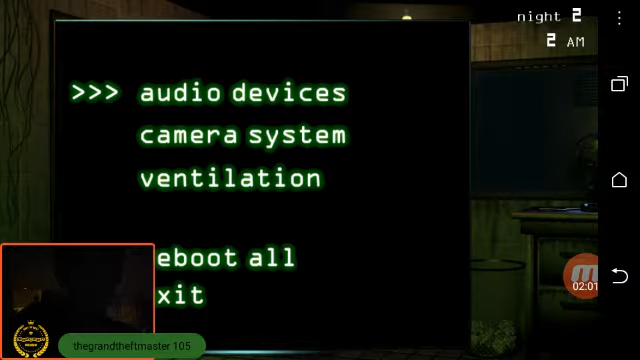 night 2
2 AM
>>> audio devices
camera system
ventilation
eboot all
xit
02:01
thegrandtheftmaster 105